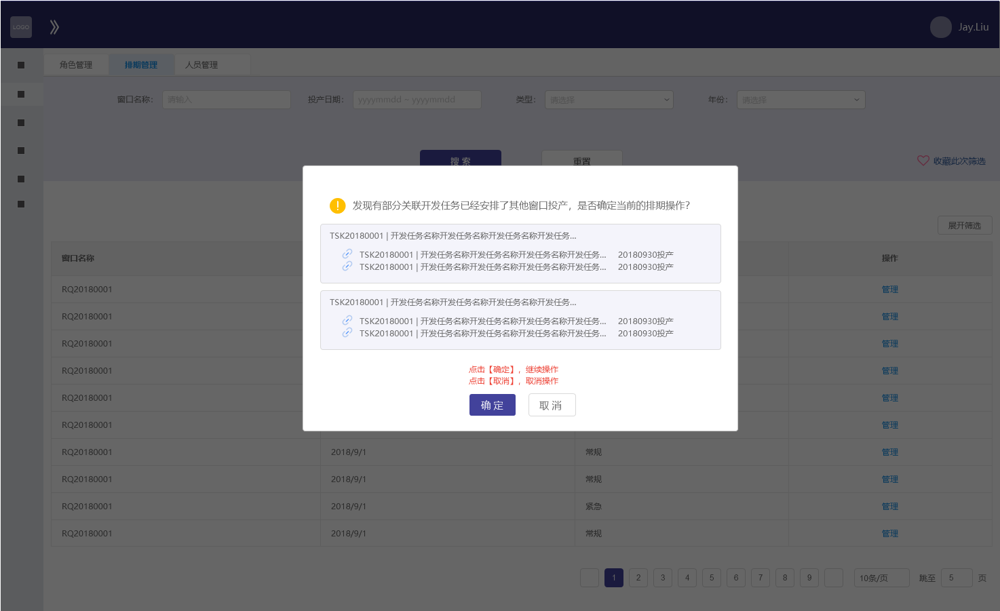 LOGO
Jay.Liu
角色管理 排期管理 人员管理
窗口名称： 请输入 投产日期： yyyymmdd ~ yyyymmdd 类型： 请选择 年份： 请选择
搜 索 重置 收藏此次筛选
发现有部分关联开发任务已经安排了其他窗口投产，是否确定当前的排期操作？
展开筛选
TSK20180001 | 开发任务名称开发任务名称开发任务名称开发任务...
TSK20180001 | 开发任务名称开发任务名称开发任务名称开发任务... 20180930投产
TSK20180001 | 开发任务名称开发任务名称开发任务名称开发任务... 20180930投产
TSK20180001 | 开发任务名称开发任务名称开发任务名称开发任务...
TSK20180001 | 开发任务名称开发任务名称开发任务名称开发任务... 20180930投产
TSK20180001 | 开发任务名称开发任务名称开发任务名称开发任务... 20180930投产
点击【确定】，继续操作
点击【取消】，取消操作
确 定 取 消
窗口名称 操作
RQ20180001 管理
RQ20180001 管理
RQ20180001 管理
RQ20180001 管理
RQ20180001 管理
RQ20180001 管理
RQ20180001 2018/9/1 常规 管理
RQ20180001 2018/9/1 常规 管理
RQ20180001 2018/9/1 紧急 管理
RQ20180001 2018/9/1 常规 管理
1 2 3 4 5 6 7 8 9 10条/页 跳至 5 页